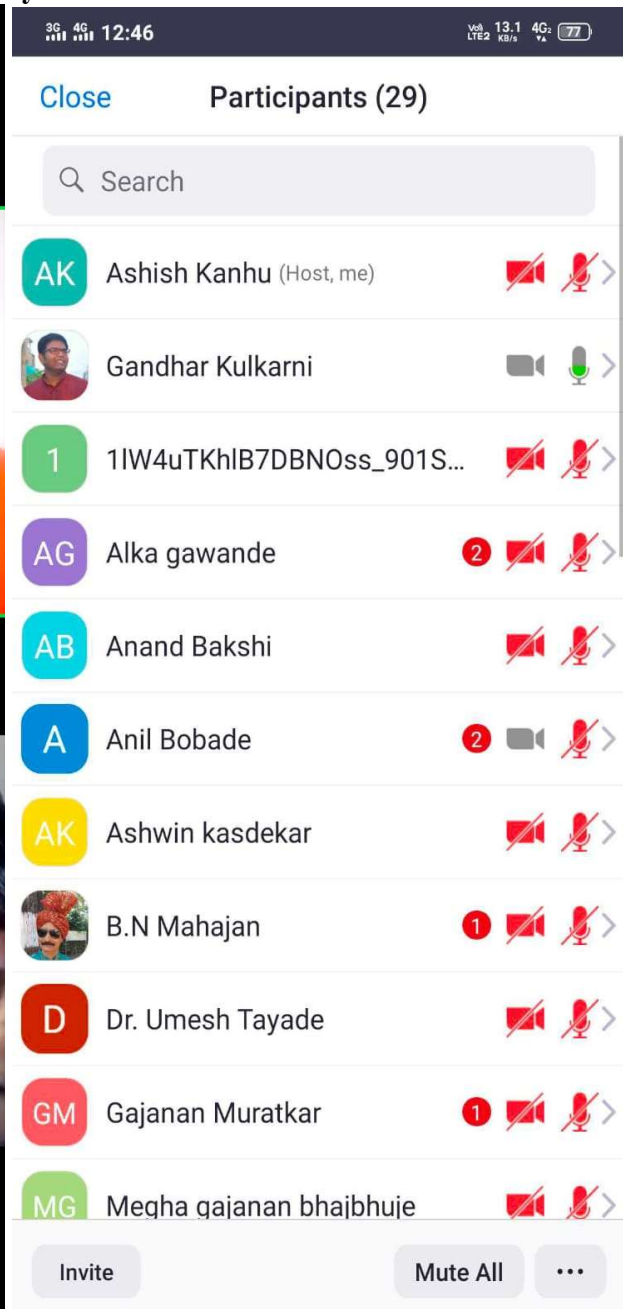 3G 4G 12:46 VoD LTE2 13.1 KB/s 4G2 77
Close Participants (29)
Search
AK Ashish Kanhu (Host, me)
Gandhar Kulkarni
1 1lW4uTKhlB7DBNOss_901S...
AG Alka gawande 2
AB Anand Bakshi
A Anil Bobade 2
AK Ashwin kasdekar
B.N Mahajan 1
D Dr. Umesh Tayade
GM Gajanan Muratkar 1
MG Megha gajanan bhajbhuje
Invite Mute All ...